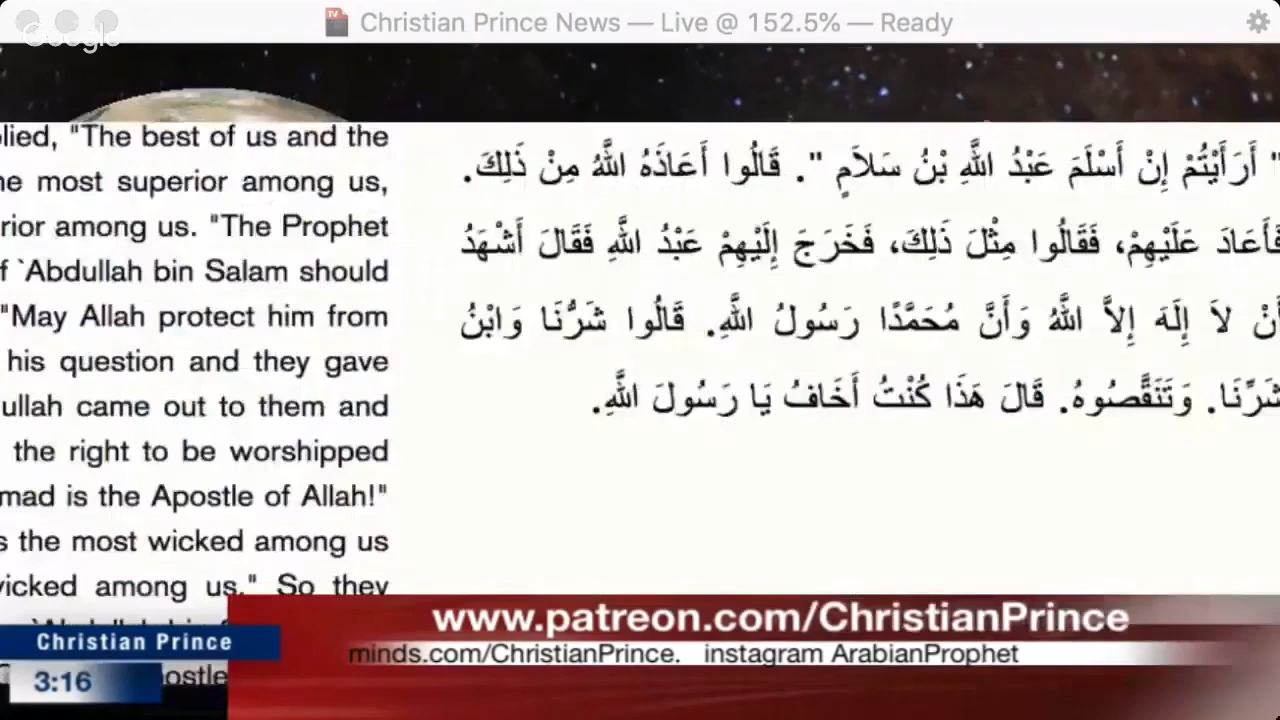 Christian Prince News — Live @ 152.5% — Ready
Google
lied, "The best of us and the
ne most superior among us,
rior among us. "The Prophet
f `Abdullah bin Salam should
"May Allah protect him from
his question and they gave
ullah came out to them and
the right to be worshipped
mad is the Apostle of Allah!"
s the most wicked among us
vicked among us." So they
ostle
" أَرَأَيْتُمْ إِنْ أَسْلَمَ عَبْدُ اللَّهِ بْنُ سَلاَمٍ ". قَالُوا أَعَاذَهُ اللَّهُ مِنْ ذَلِكَ.
فَأَعَادَ عَلَيْهِمْ، فَقَالُوا مِثْلَ ذَلِكَ، فَخَرَجَ إِلَيْهِمْ عَبْدُ اللَّهِ فَقَالَ أَشْهَدُ
أَنْ لاَ إِلَهَ إِلاَّ اللَّهُ وَأَنَّ مُحَمَّدًا رَسُولُ اللَّهِ. قَالُوا شَرُّنَا وَابْنُ
شَرِّنَا. وَتَنَقَّصُوهُ. قَالَ هَذَا كُنْتُ أَخَافُ يَا رَسُولَ اللَّهِ.
www.patreon.com/ChristianPrince
Christian Prince
minds.com/ChristianPrince. instagram ArabianProphet
3:16